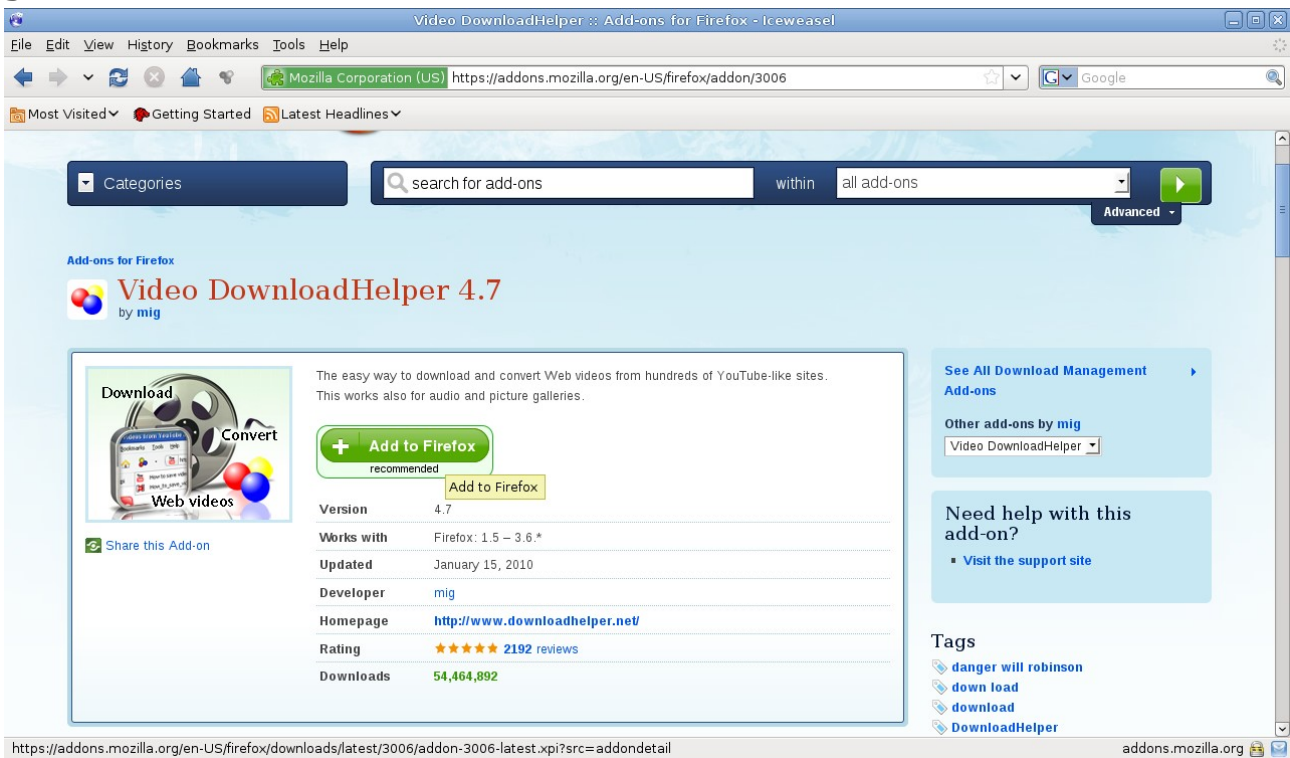 Video DownloadHelper :: Add-ons for Firefox - Iceweasel
File Edit View History Bookmarks Tools Help
Mozilla Corporation (US) https://addons.mozilla.org/en-US/firefox/addon/3006 G Google
Most Visited Getting Started Latest Headlines
Categories search for add-ons within all add-ons
Advanced
Add-ons for Firefox
Video DownloadHelper 4.7
by mig
Download
Convert
Web videos
Share this Add-on
The easy way to download and convert Web videos from hundreds of YouTube-like sites.
This works also for audio and picture galleries.
Add to Firefox
recommended
Add to Firefox
Version 4.7
Works with Firefox: 1.5 – 3.6.*
Updated January 15, 2010
Developer mig
Homepage http://www.downloadhelper.net/
Rating 2192 reviews
Downloads 54,464,892
See All Download Management
Add-ons
Other add-ons by mig
Video DownloadHelper
Need help with this
add-on?
Visit the support site
Tags
danger will robinson
down load
download
DownloadHelper
https://addons.mozilla.org/en-US/firefox/downloads/latest/3006/addon-3006-latest.xpi?src=addondetail addons.mozilla.org